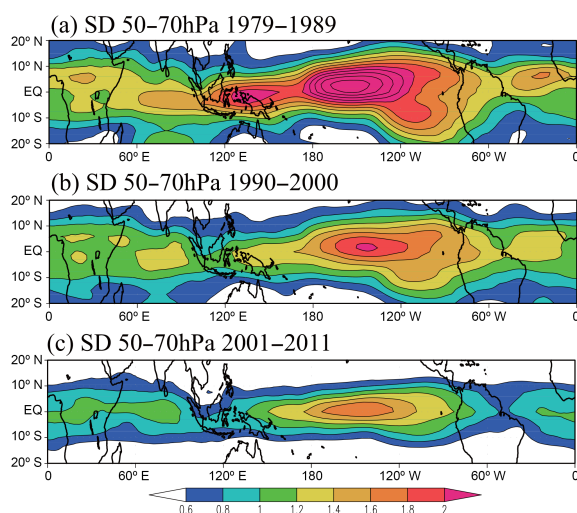 (a) SD 50–70hPa 1979–1989
20° N
10° N
EQ
10° S
20° S
0 60° E 120°E 180 120°W 60°W 0
(b) SD 50–70hPa 1990–2000
20° N
10° N
EQ
10° S
20° S
0 60° E 120°E 180 120°W 60°W 0
(c) SD 50–70hPa 2001–2011
20° N
10° N
EQ
10° S
20° S
0 60° E 120°E 180 120°W 60° W 0
0.6 0.8 1 1.2 1.4 1.6 1.8 2